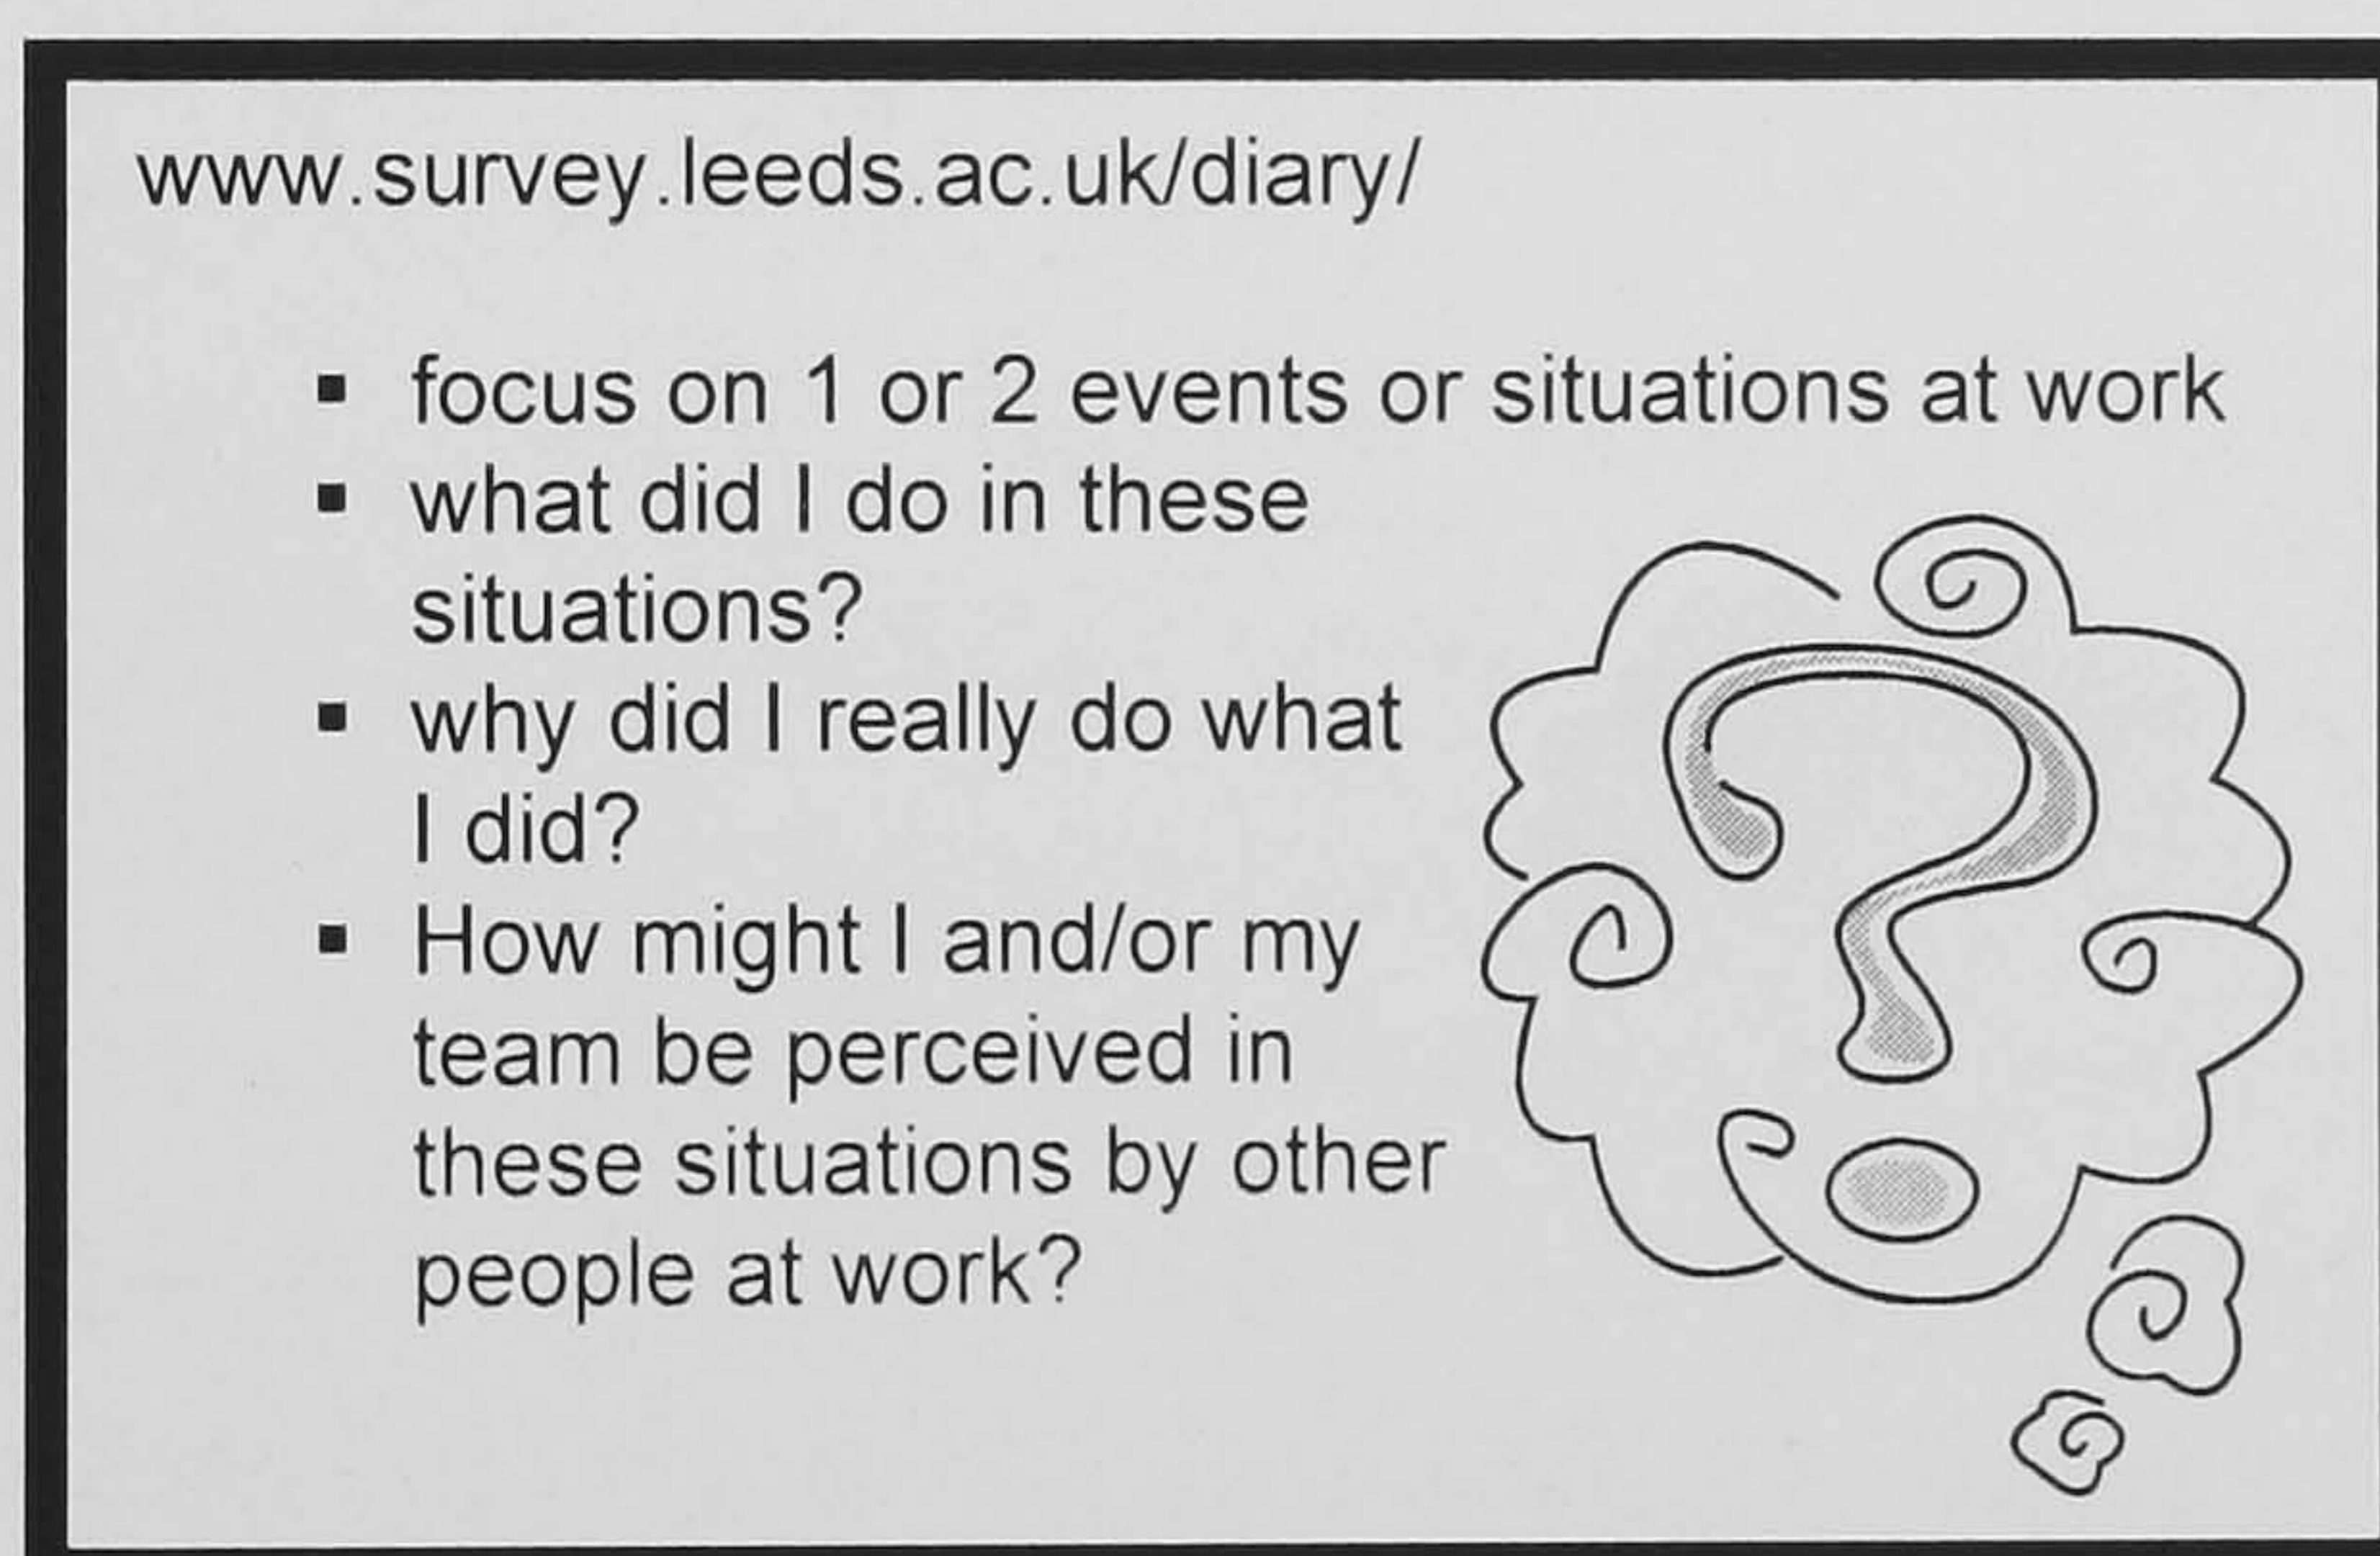 www.survey.leeds.ac.uk/diary/
▪ focus on 1 or 2 events or situations at work
▪ what did I do in these
situations?
▪ why did I really do what
I did?
▪ How might I and/or my
team be perceived in
these situations by other
people at work?